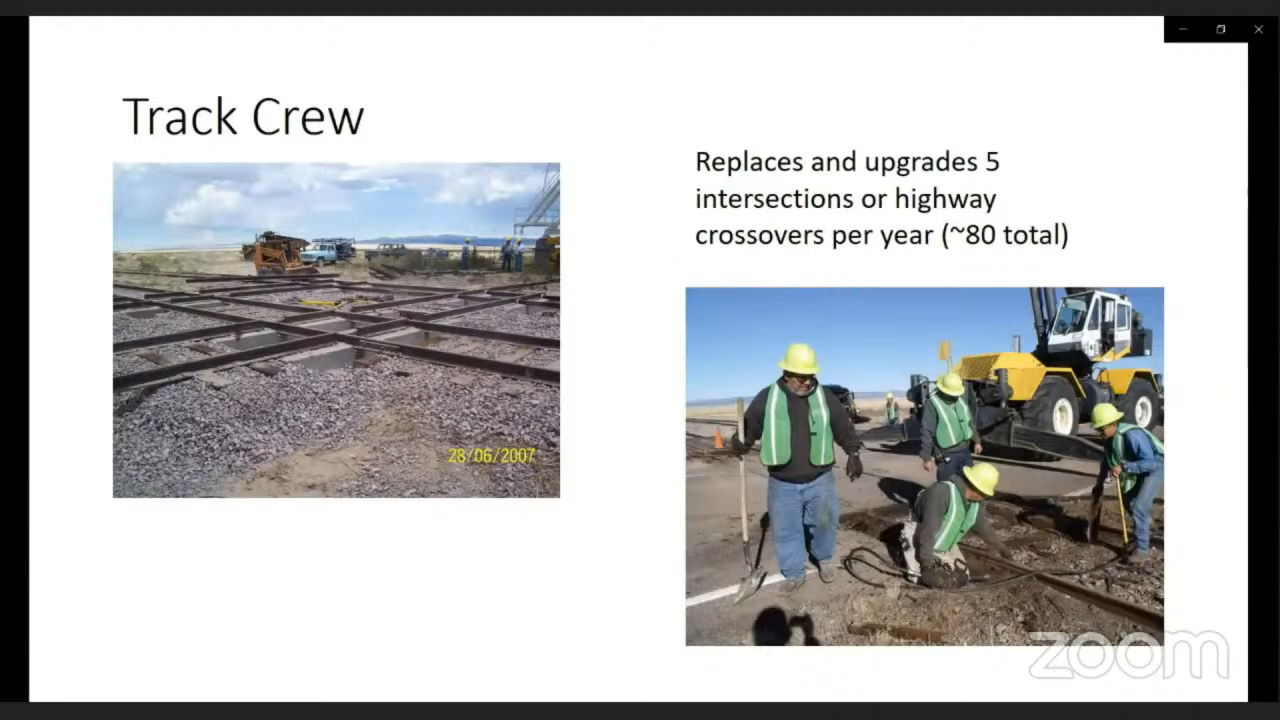 Track Crew
Replaces and upgrades 5
intersections or highway
crossovers per year (~80 total)
28/06/2007
zoom